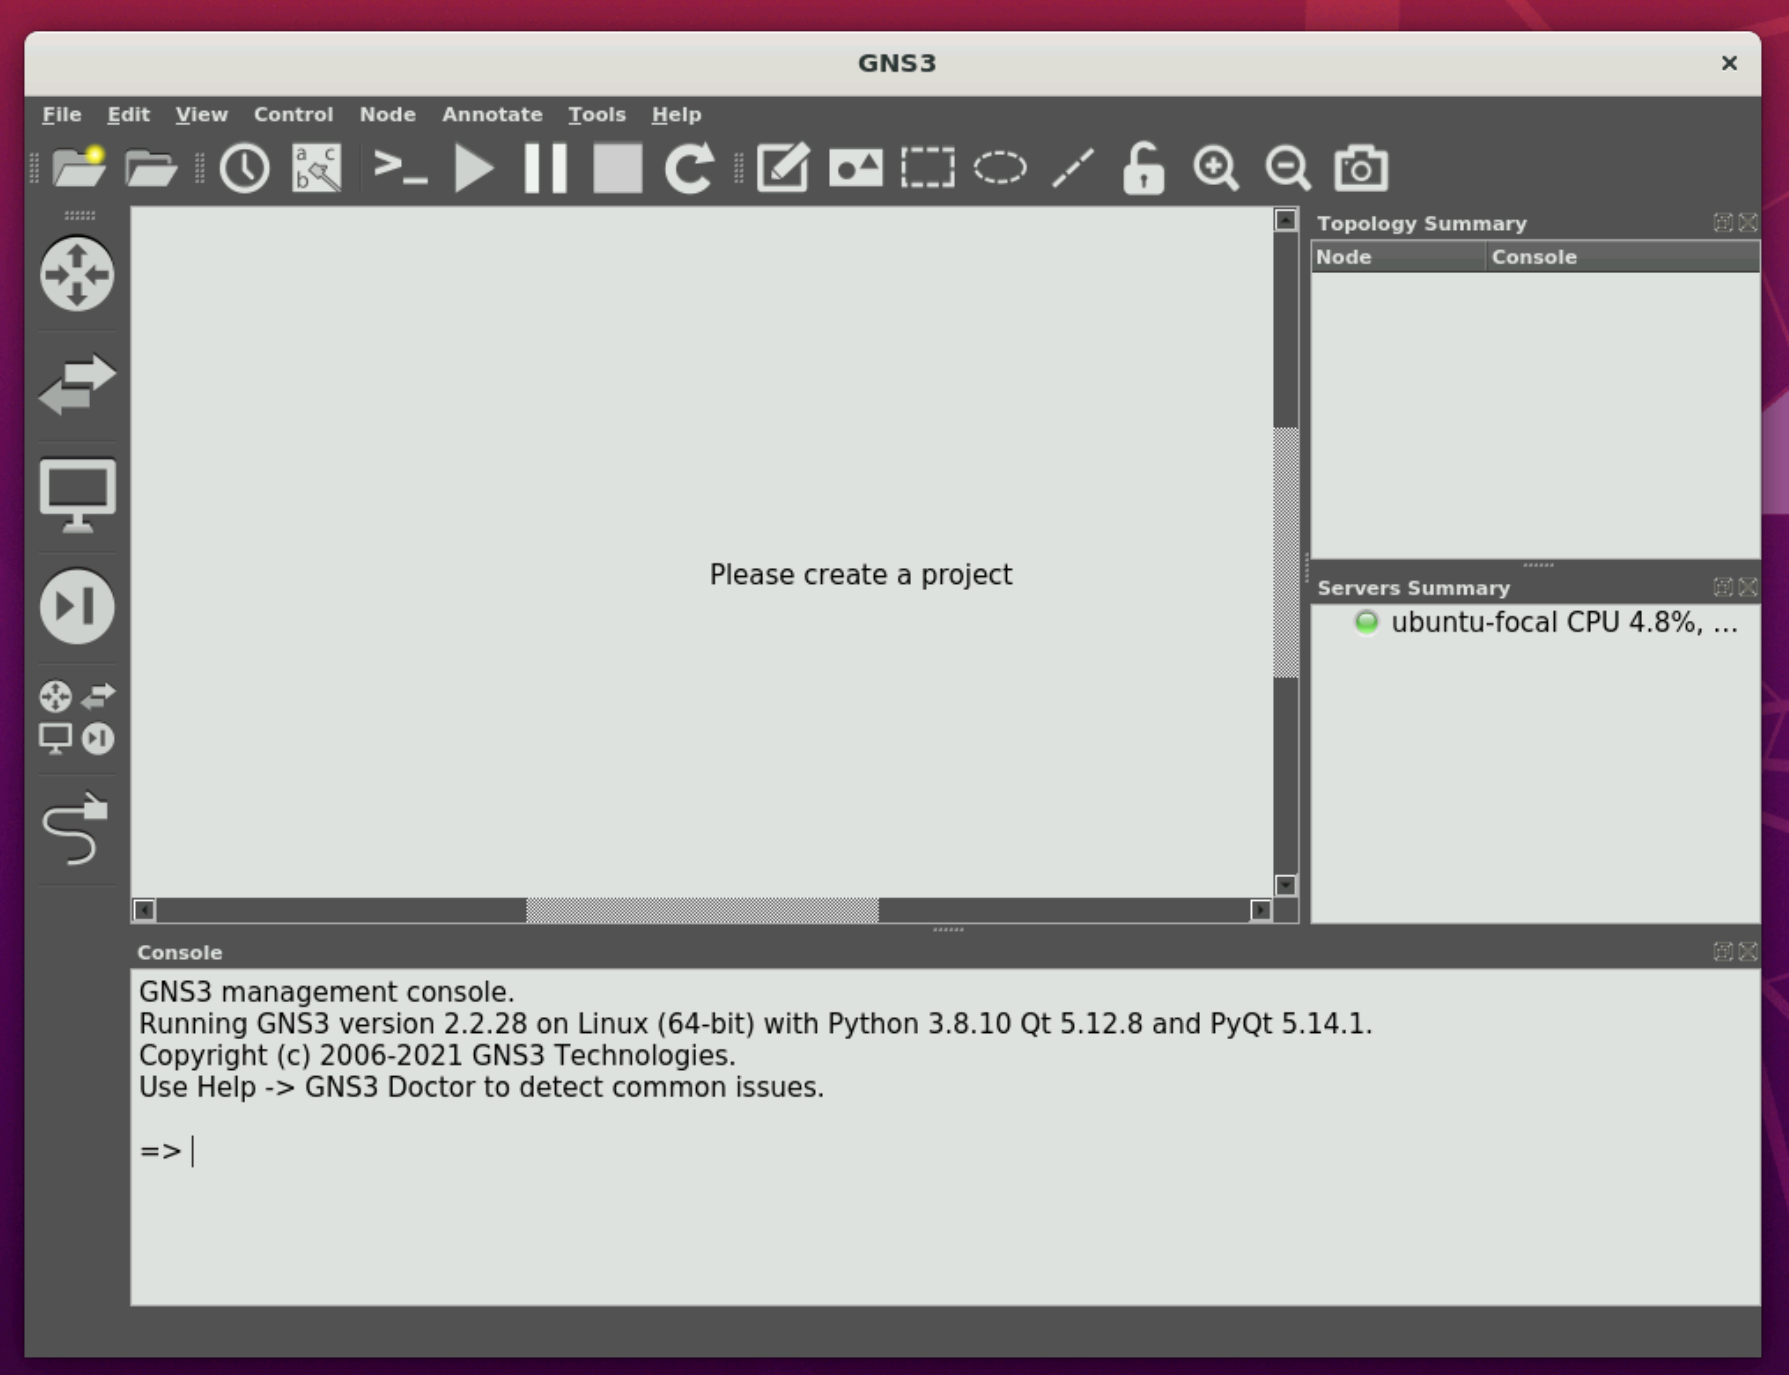 GNS3
File Edit View Control Node Annotate Tools Help
a c
b
Topology Summary
Node Console
Please create a project
Servers Summary
ubuntu-focal CPU 4.8%, ...
Console
GNS3 management console.
Running GNS3 version 2.2.28 on Linux (64-bit) with Python 3.8.10 Qt 5.12.8 and PyQt 5.14.1.
Copyright (c) 2006-2021 GNS3 Technologies.
Use Help -> GNS3 Doctor to detect common issues.
=>